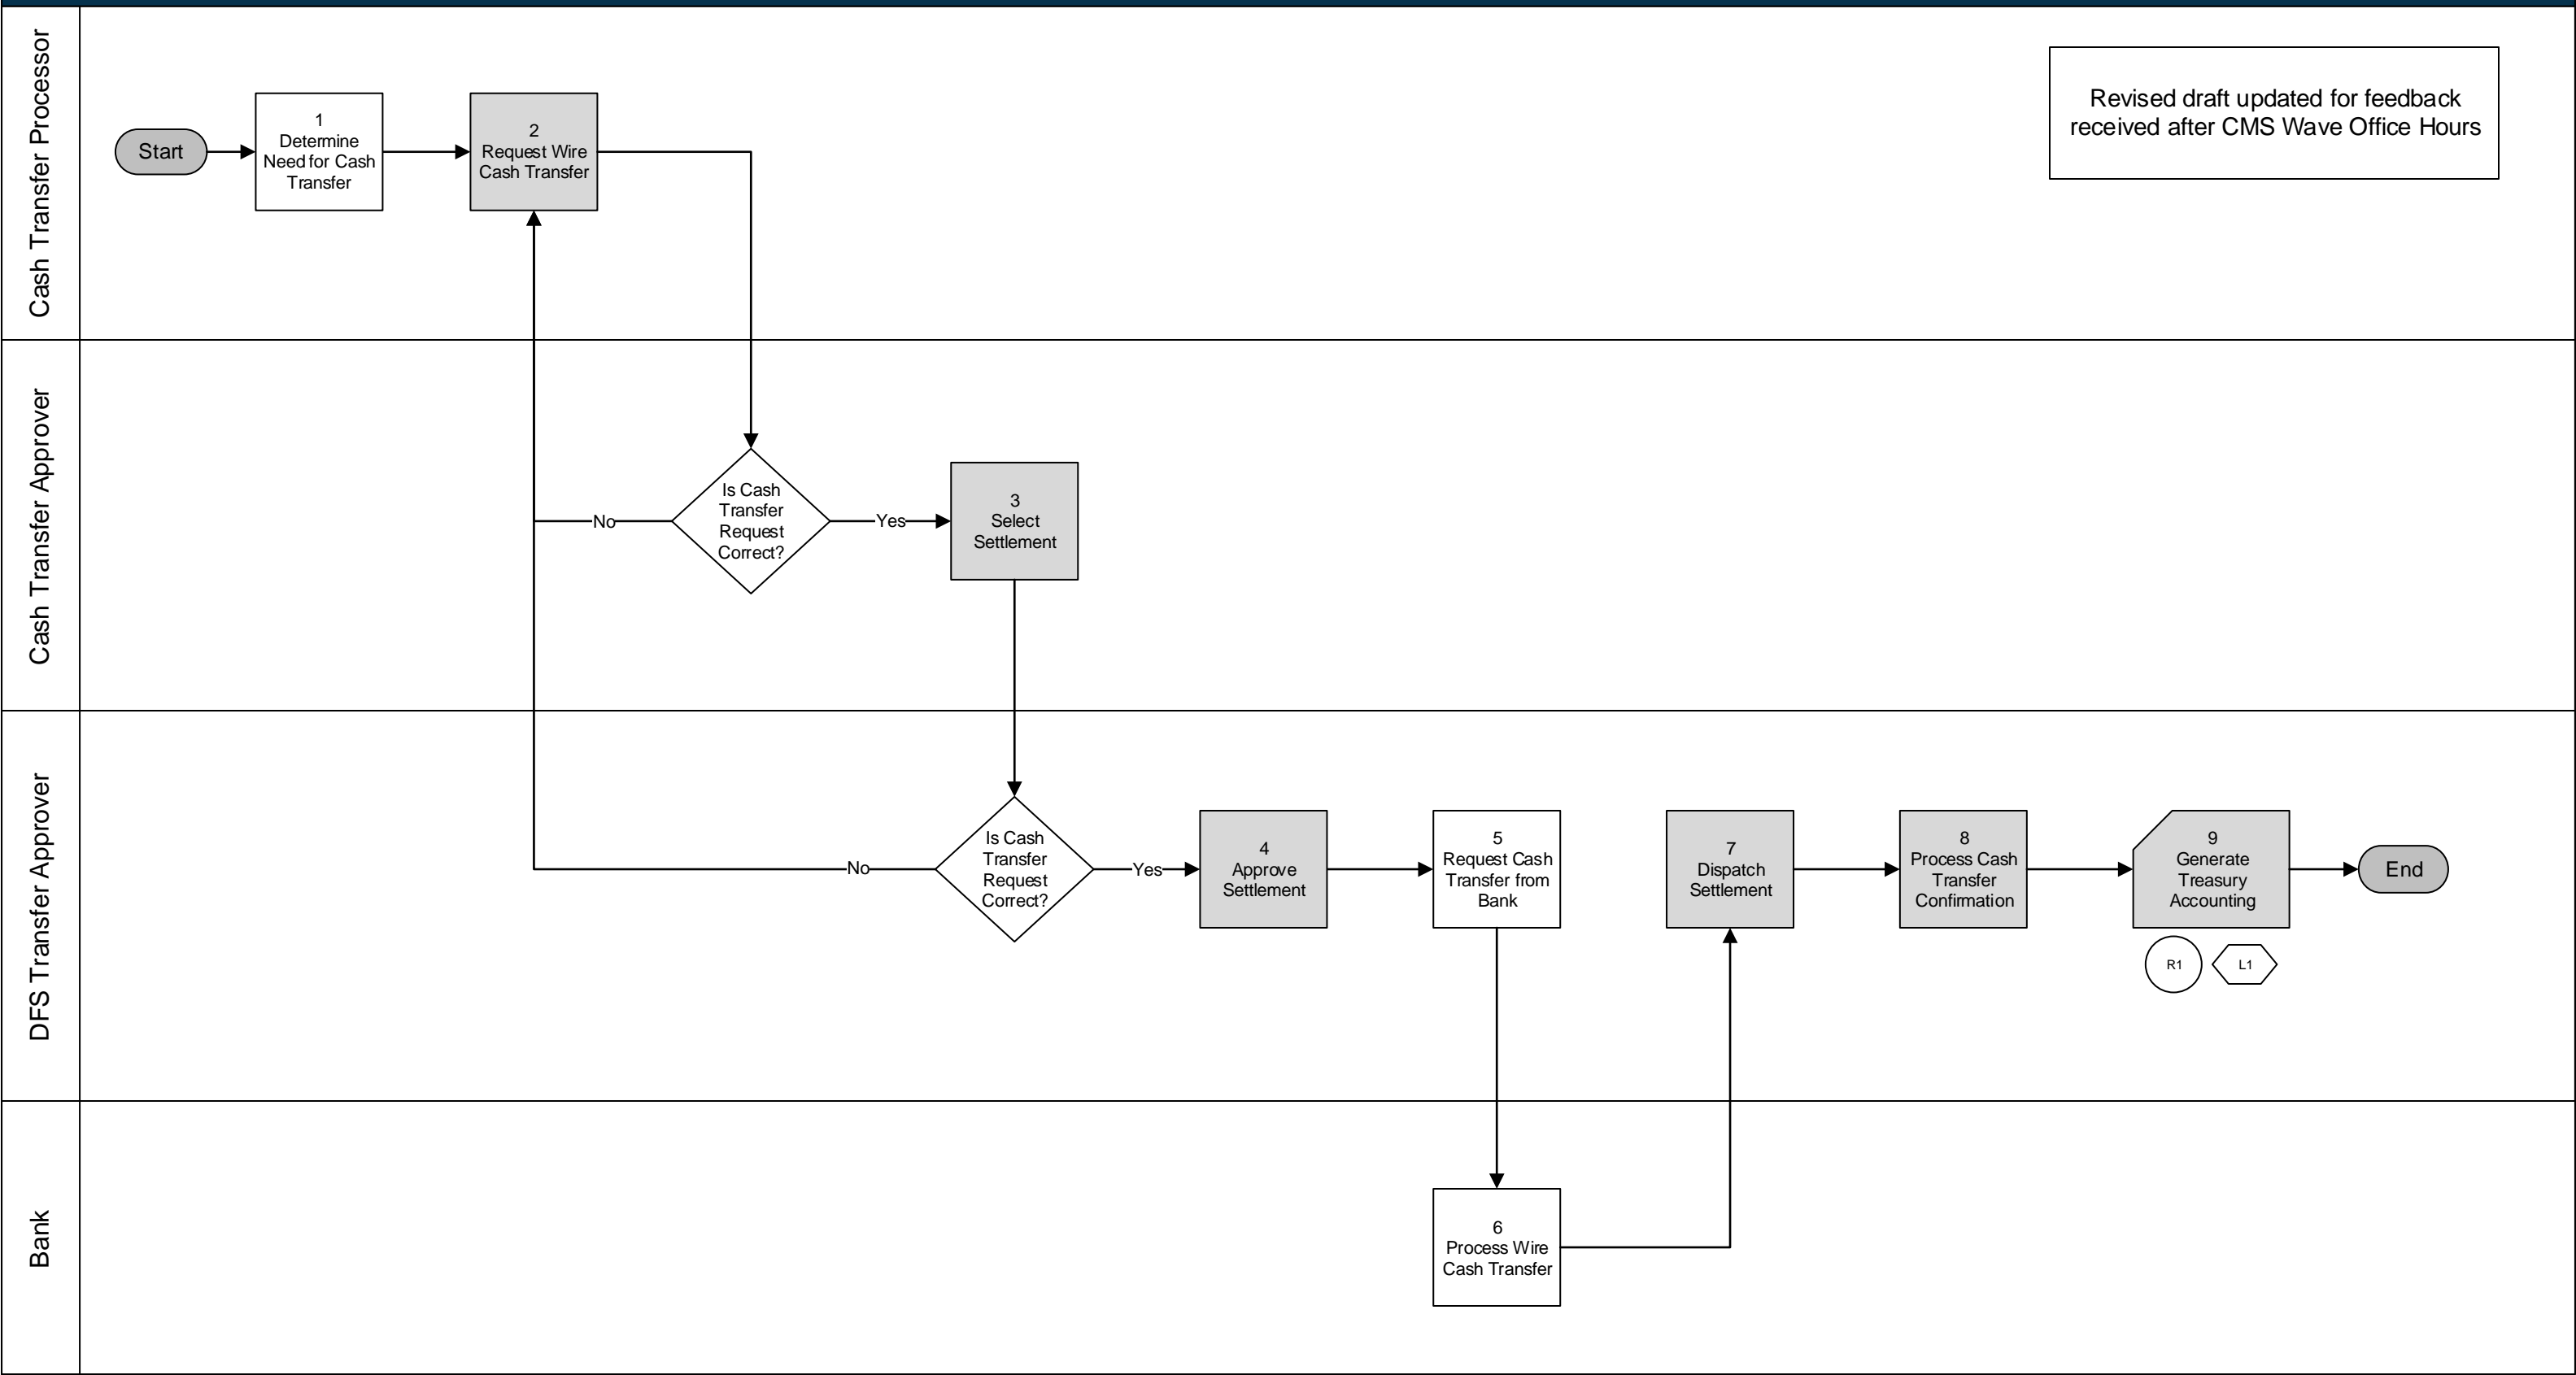 Cash Transfer Processor
Start
1
Determine
Need for Cash
Transfer
2
Request Wire
Cash Transfer
Revised draft updated for feedback
received after CMS Wave Office Hours
Cash Transfer Approver
Is Cash
Transfer
Request
Correct?
No
Yes
3
Select
Settlement
DFS Transfer Approver
Is Cash
Transfer
Request
Correct?
No
Yes
4
Approve
Settlement
5
Request Cash
Transfer from
Bank
7
Dispatch
Settlement
8
Process Cash
Transfer
Confirmation
9
Generate
Treasury
Accounting
R1
L1
End
Bank
6
Process Wire
Cash Transfer